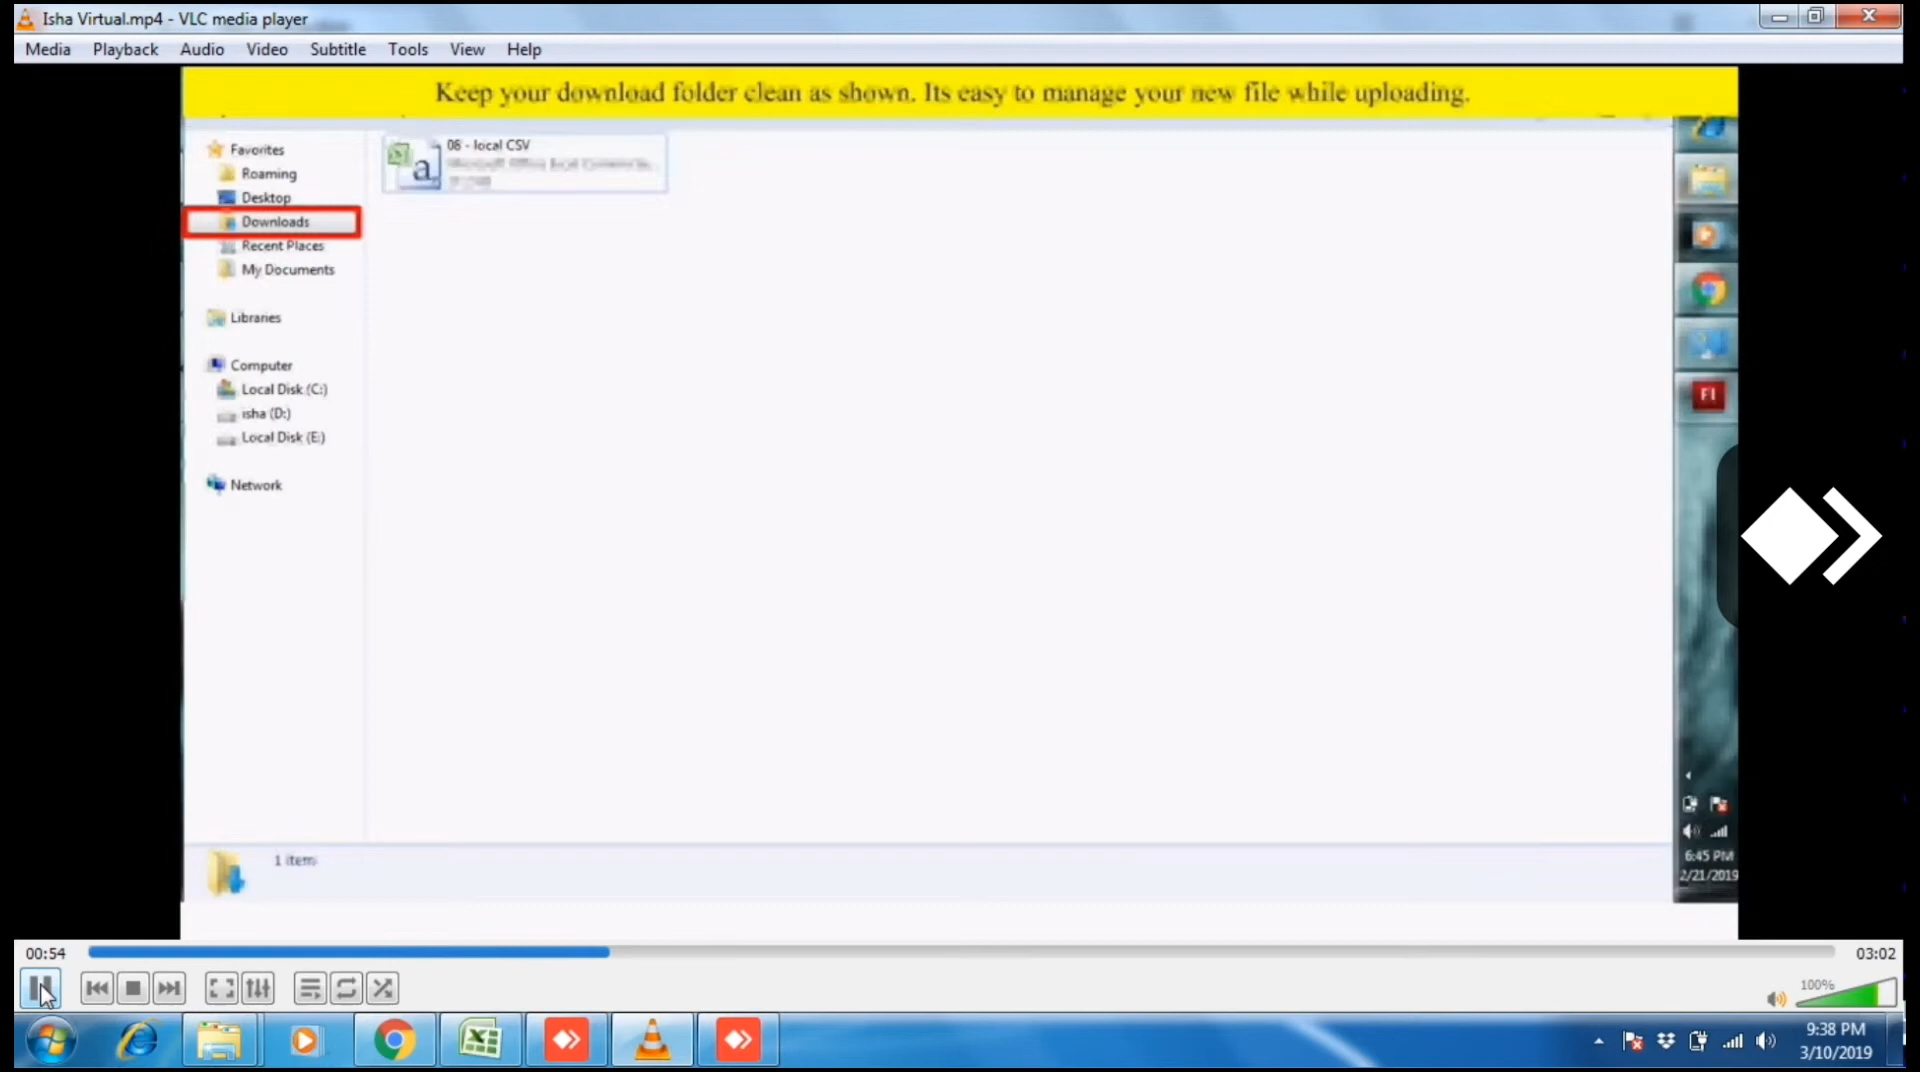 Isha Virtual.mp4 - VLC media player
Media Playback Audio Video Subtitle Tools View Help
Keep your download folder clean as shown. Its easy to manage your new file while uploading.
Favorites
Roaming
Desktop
Downloads
Recent Places
My Documents
Libraries
Computer
Local Disk (C:)
isha (D:)
Local Disk (E:)
Network
08 - local CSV
1 item
FI
6:45 PM
2/21/2019
00:54
03:02
100%
9:38 PM
3/10/2019